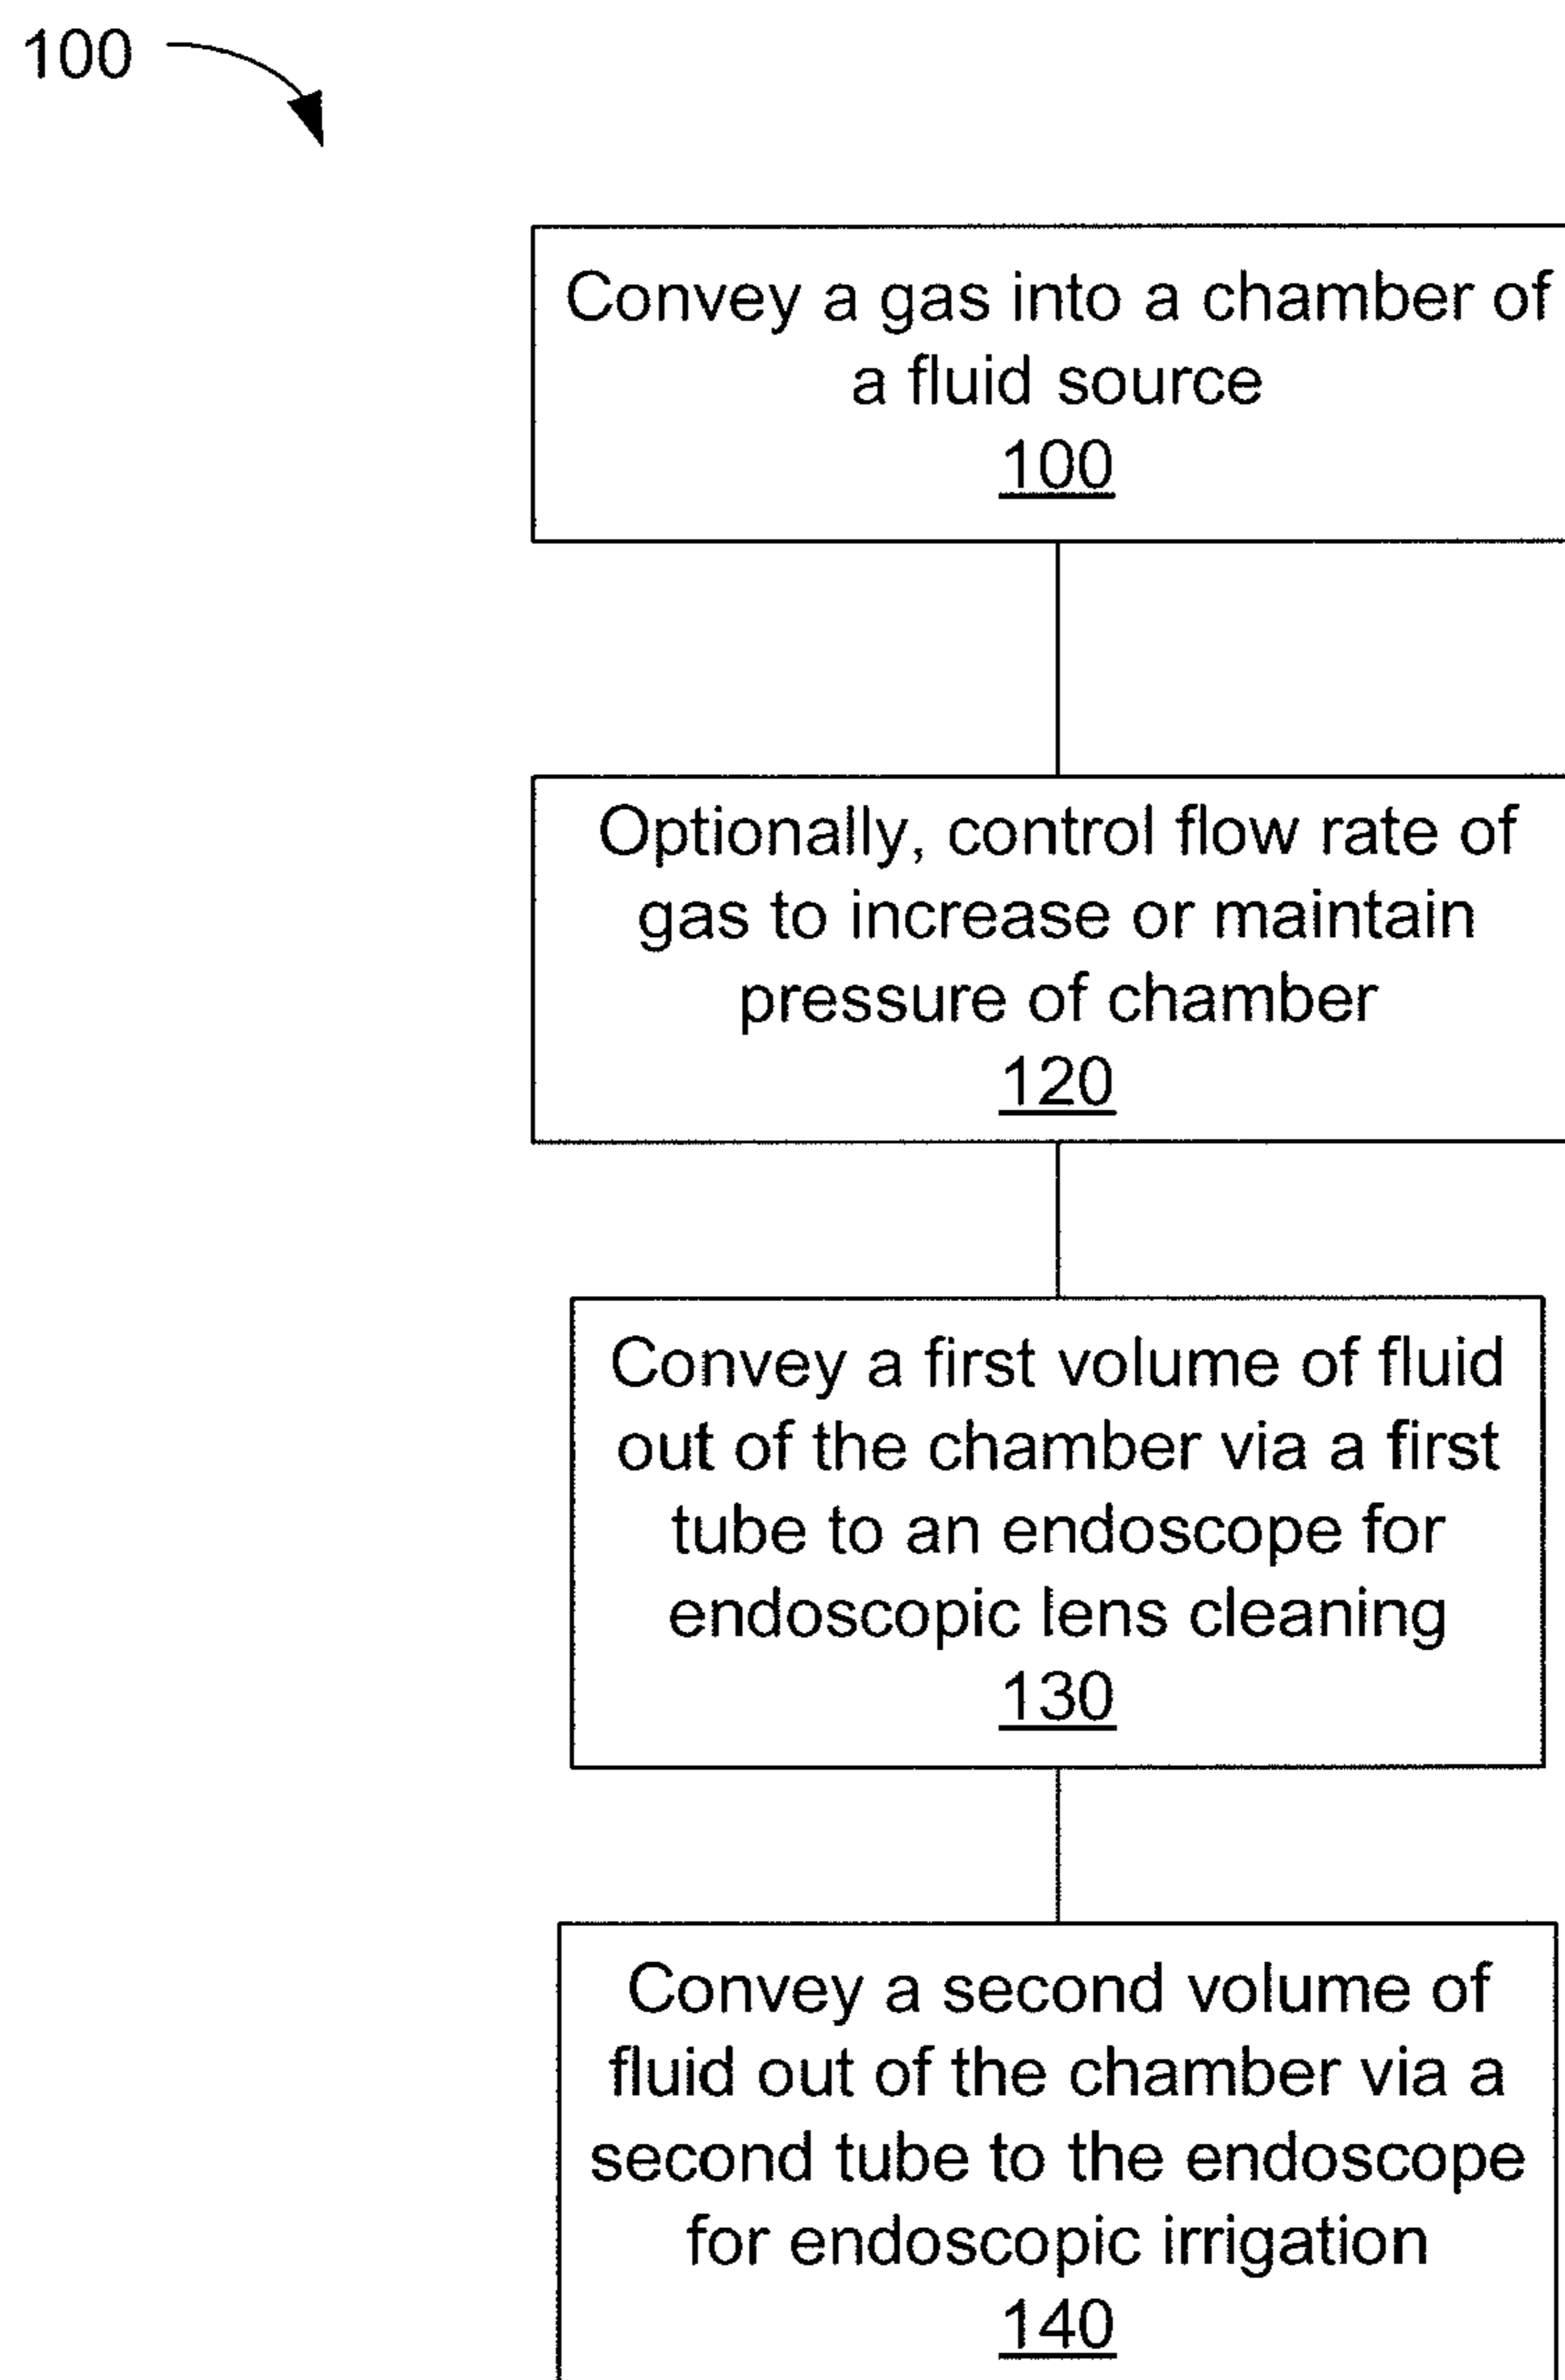 100
Convey a gas into a chamber of
a fluid source
100
Optionally, control flow rate of
gas to increase or maintain
pressure of chamber
120
Convey a first volume of fluid
out of the chamber via a first
tube to an endoscope for
endoscopic lens cleaning
130
Convey a second volume of
fluid out of the chamber via a
second tube to the endoscope
for endoscopic irrigation
140